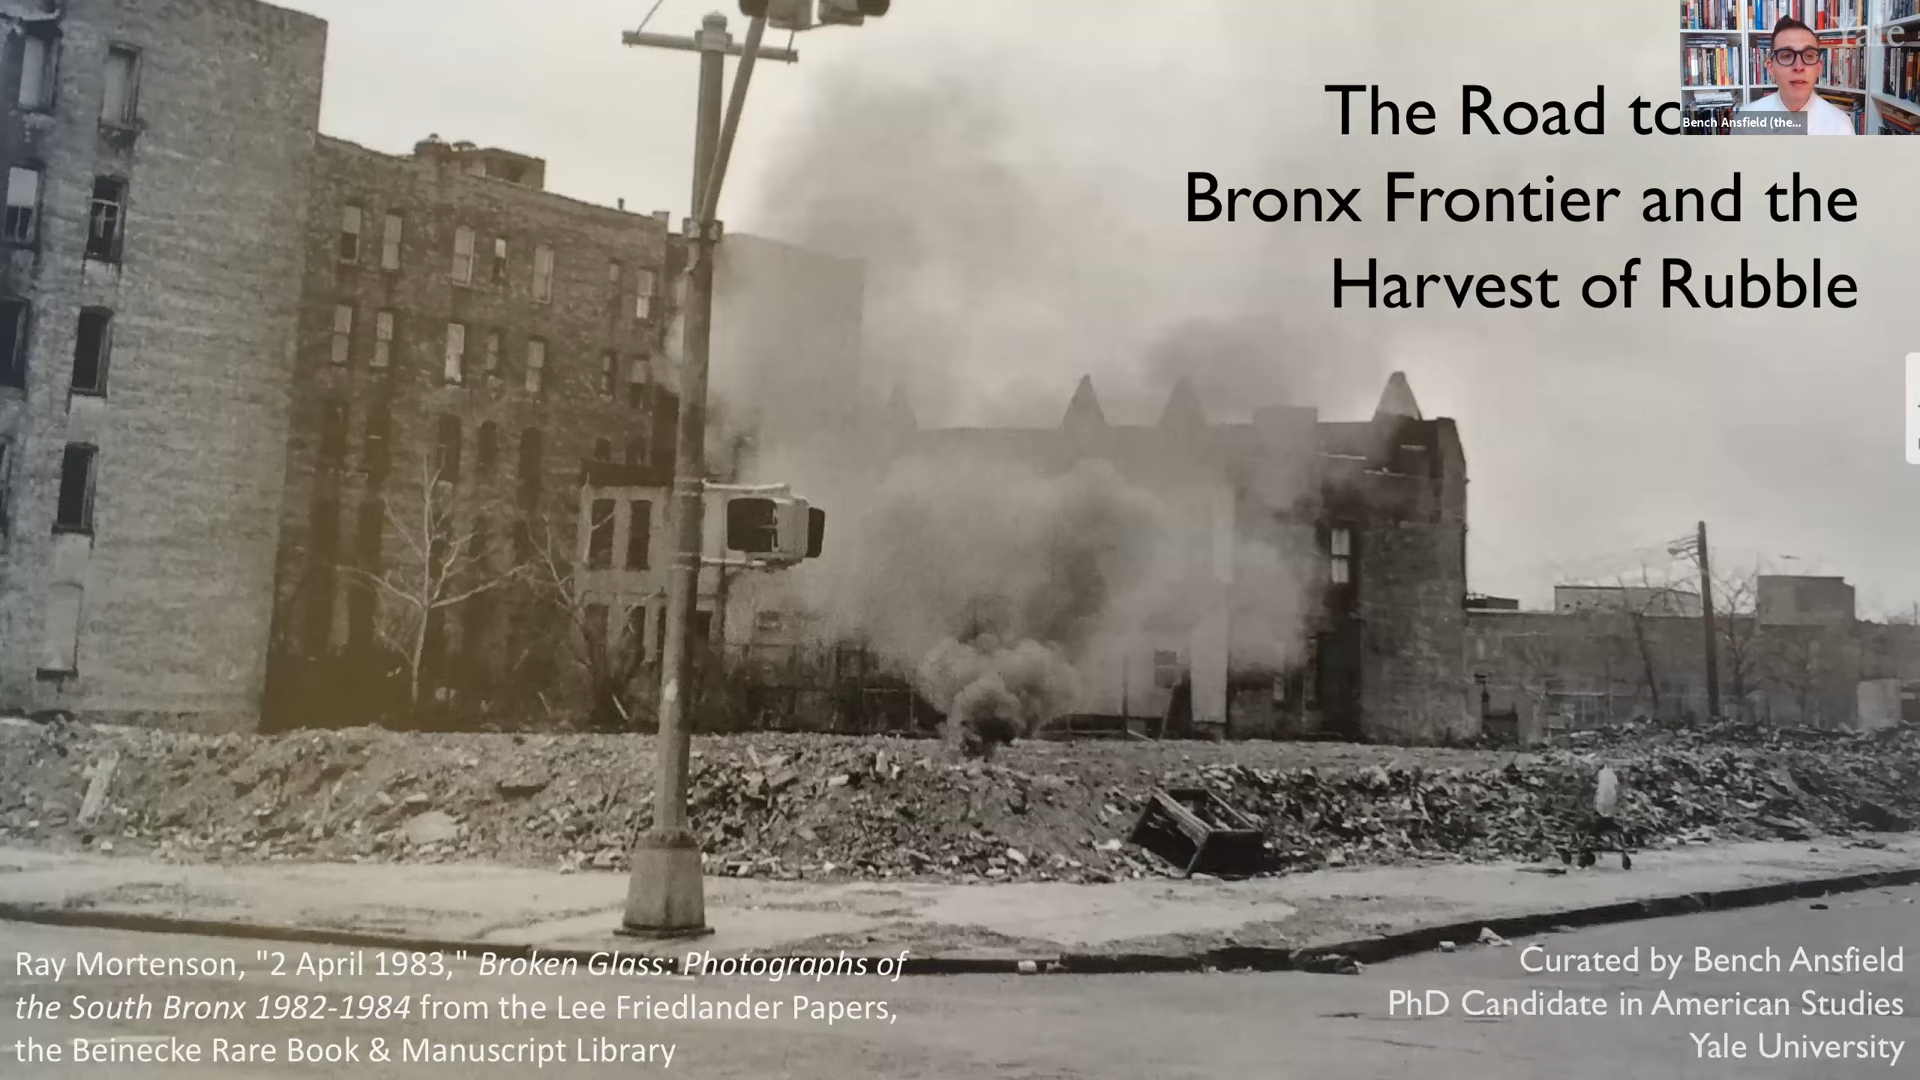 Yale
Bench Ansfield (the...
The Road to
Bronx Frontier and the
Harvest of Rubble
Ray Mortenson, "2 April 1983," Broken Glass: Photographs of
the South Bronx 1982-1984 from the Lee Friedlander Papers,
the Beinecke Rare Book & Manuscript Library
Curated by Bench Ansfield
PhD Candidate in American Studies
Yale University